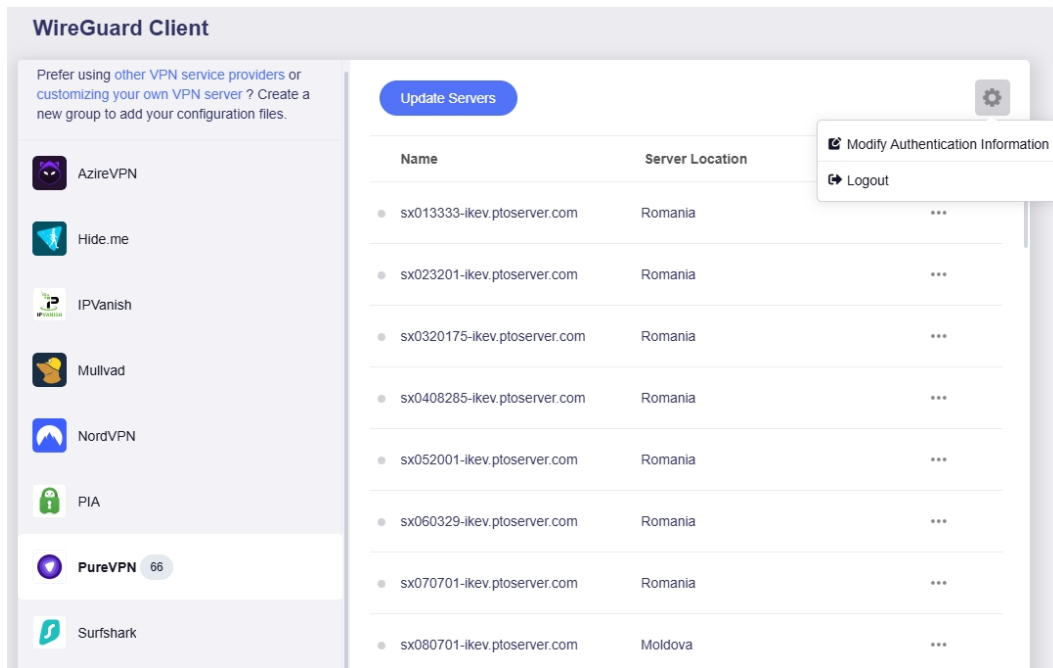 WireGuard Client
Prefer using other VPN service providers or
customizing your own VPN server ? Create a
new group to add your configuration files.
AzireVPN
Hide.me
IPVanish
Mullvad
NordVPN
PIA
PureVPN 66
Surfshark
Update Servers
Modify Authentication Information
Logout
Name Server Location
sx013333-ikev.ptoserver.com Romania
sx023201-ikev.ptoserver.com Romania
sx0320175-ikev.ptoserver.com Romania
sx0408285-ikev.ptoserver.com Romania
sx052001-ikev.ptoserver.com Romania
sx060329-ikev.ptoserver.com Romania
sx070701-ikev.ptoserver.com Romania
sx080701-ikev.ptoserver.com Moldova